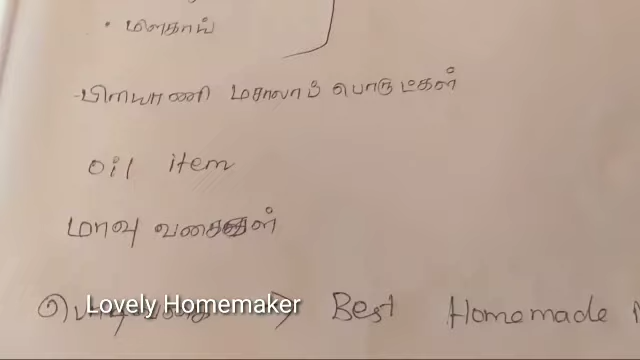 • மிளகாய்
-பிரியாணி மசாலாப் பொருட்கள்
oil item
மாவு வகைகள்
Lovely Homemaker
Best Homemade